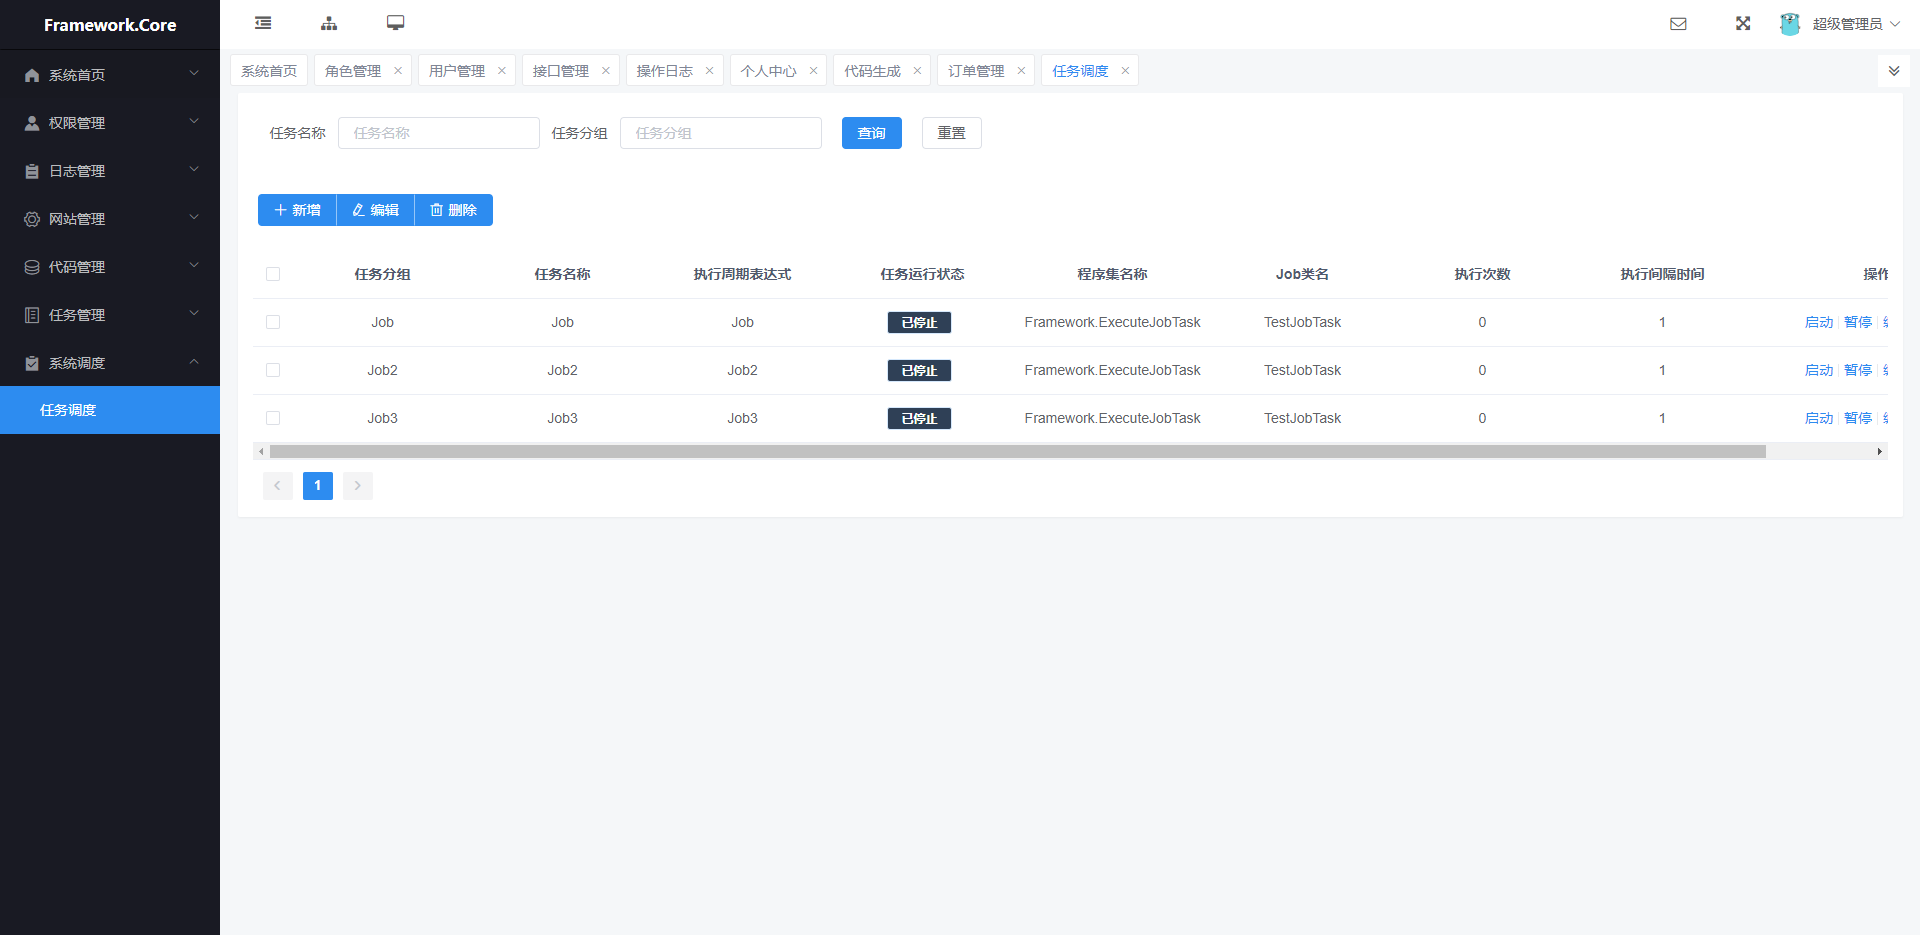 Framework.Core
超级管理员
系统首页
权限管理
日志管理
网站管理
代码管理
任务管理
系统调度
任务调度
系统首页 角色管理 用户管理 接口管理 操作日志 个人中心 代码生成 订单管理 任务调度
任务名称 任务名称 任务分组 任务分组 查询 重置
新增 编辑 删除
任务分组 任务名称 执行周期表达式 任务运行状态 程序集名称 Job类名 执行次数 执行间隔时间 操作
Job Job Job 已停止 Framework.ExecuteJobTask TestJobTask 0 1 启动 暂停
Job2 Job2 Job2 已停止 Framework.ExecuteJobTask TestJobTask 0 1 启动 暂停
Job3 Job3 Job3 已停止 Framework.ExecuteJobTask TestJobTask 0 1 启动 暂停
1